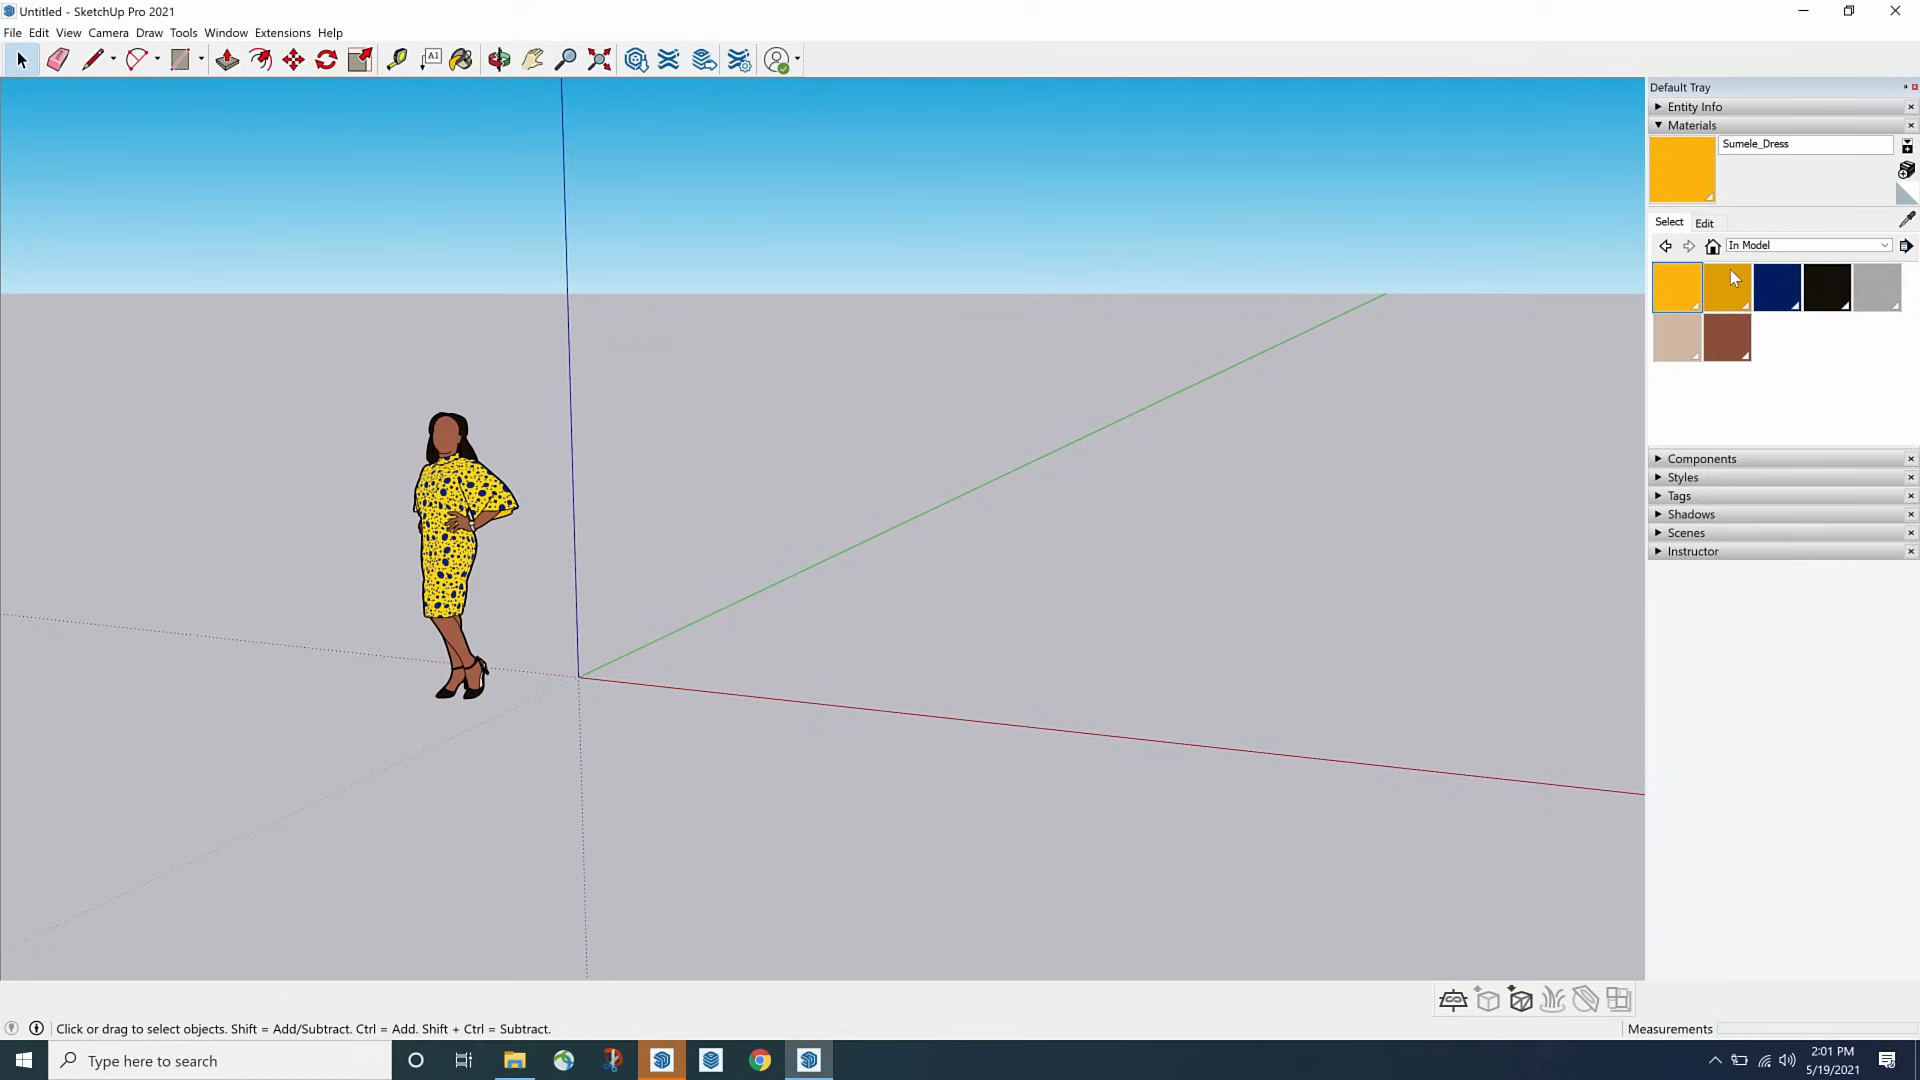 Untitled - SketchUp Pro 2021
File Edit View Camera Draw Tools Window Extensions Help
A1
Default Tray
Entity Info
Materials
Sumele_Dress
Select Edit
In Model
Components
Styles
Tags
Shadows
Scenes
Instructor
Click or drag to select objects. Shift = Add/Subtract. Ctrl = Add. Shift + Ctrl = Subtract.
Measurements
Type here to search
2:01 PM
5/19/2021